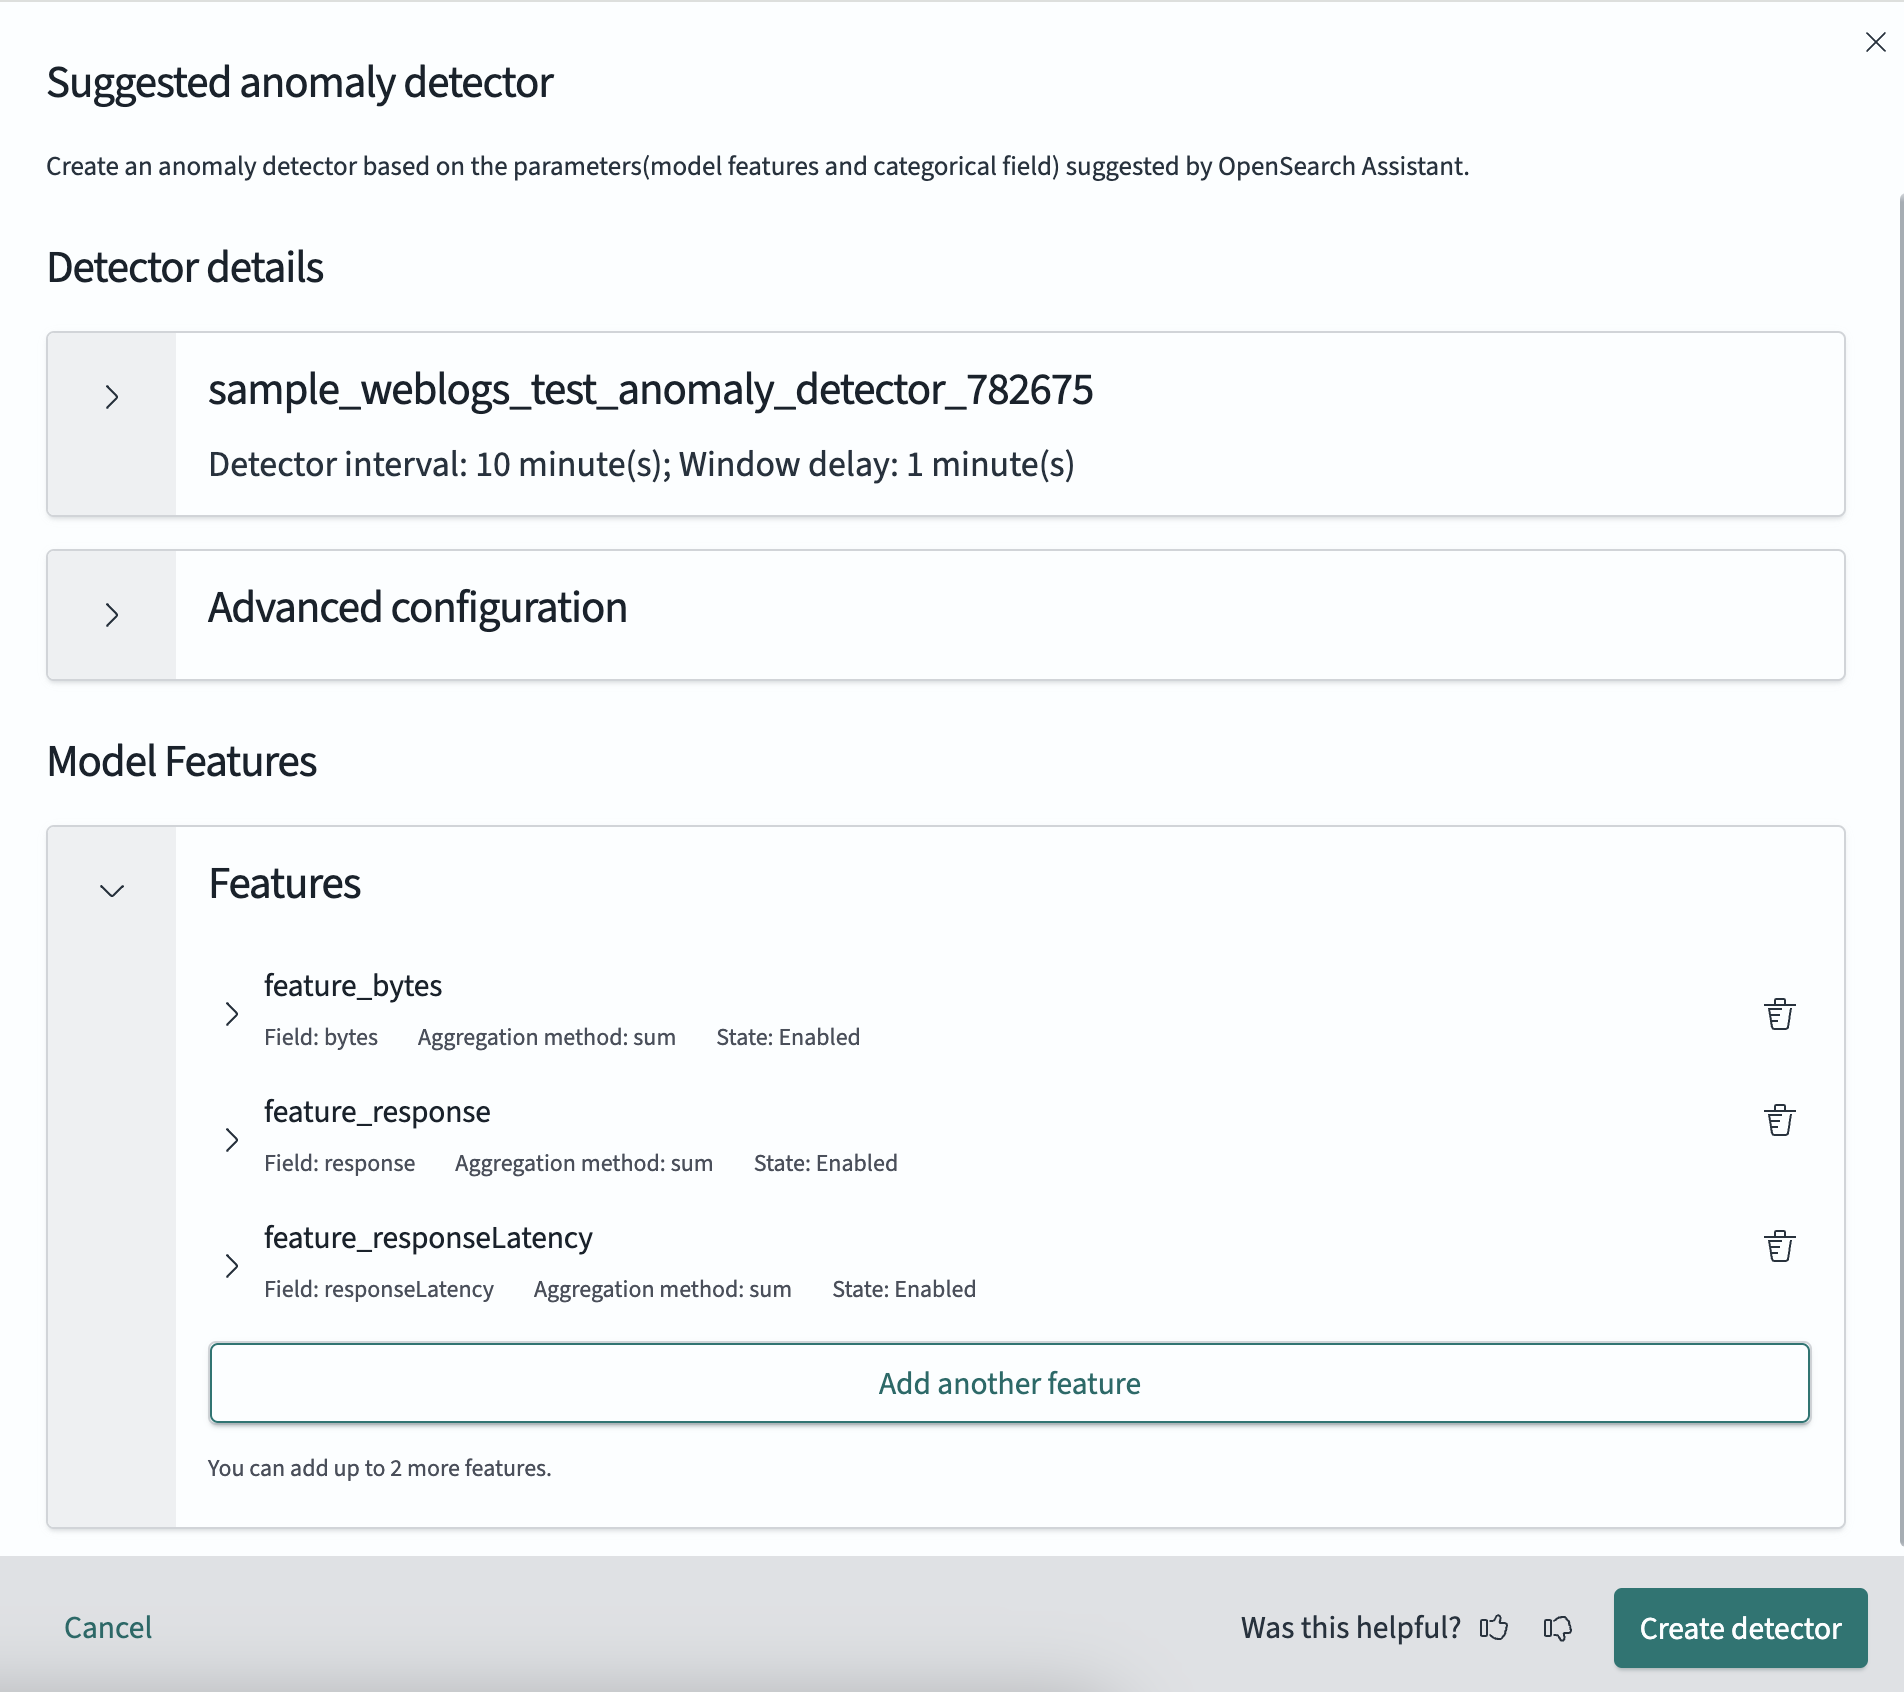 Suggested anomaly detector
Create an anomaly detector based on the parameters(model features and categorical field) suggested by OpenSearch Assistant.
Detector details
sample_weblogs_test_anomaly_detector_782675
Detector interval: 10 minute(s); Window delay: 1 minute(s)
Advanced configuration
Model Features
Features
feature_bytes
Field: bytes Aggregation method: sum State: Enabled
feature_response
Field: response Aggregation method: sum State: Enabled
feature_responseLatency
Field: responseLatency Aggregation method: sum State: Enabled
Add another feature
You can add up to 2 more features.
Cancel Was this helpful? Create detector